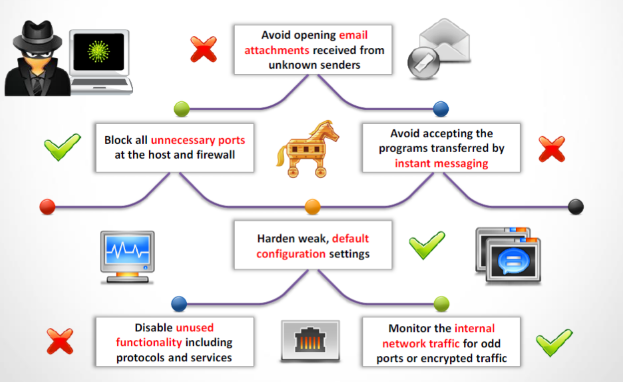 Avoid opening email
attachments received from
unknown senders
Block all unnecessary ports
at the host and firewall
Avoid accepting the
programs transferred by
instant messaging
Harden weak, default
configuration settings
Disable unused
functionality including
protocols and services
Monitor the internal
network traffic for odd
ports or encrypted traffic